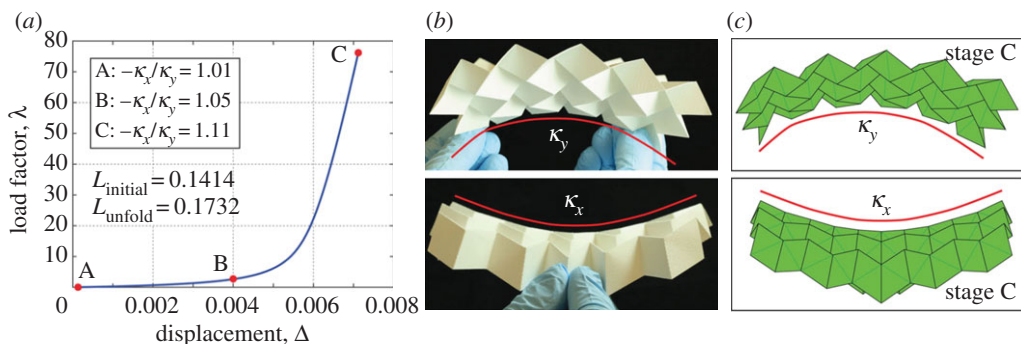 (a)
80
70
60
50
40
30
20
10
load factor, λ
A: −κx/κy = 1.01
B: −κx/κy = 1.05
C: −κx/κy = 1.11
Linitial = 0.1414
Lunfold = 0.1732
A
B
C
0 0.002 0.004 0.006 0.008
displacement, Δ
(b)
κy
κx
(c)
stage C
κy
κx
stage C